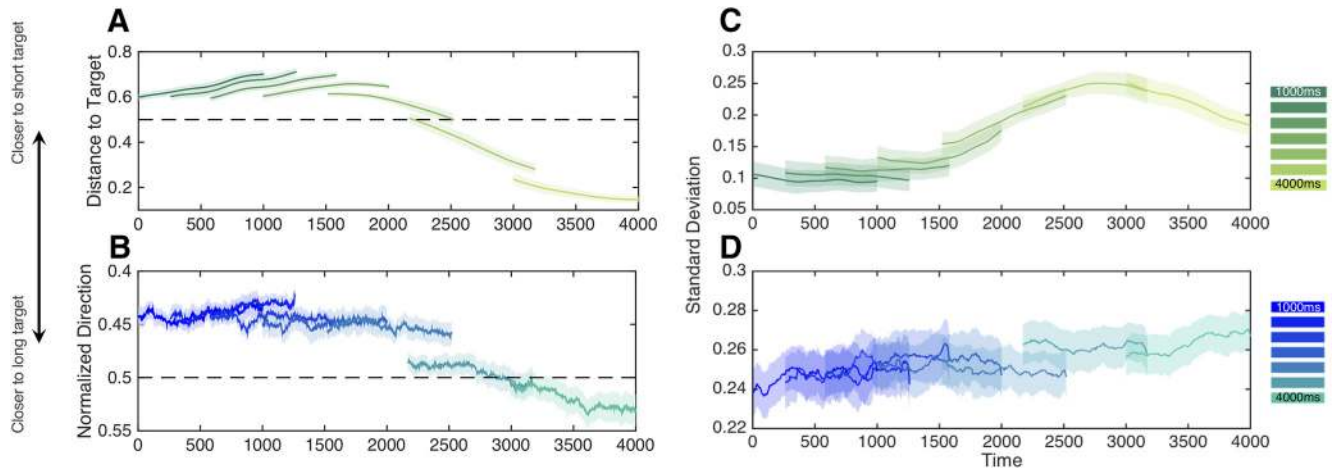 A
C
Closer to short target
Closer to long target
Distance to Target
0.8
0.6
0.4
0.2
0 500 1000 1500 2000 2500 3000 3500 4000
Standard Deviation
0.3
0.25
0.2
0.15
0.1
0.05
0 500 1000 1500 2000 2500 3000 3500 4000
1000ms
4000ms
B
D
Normalized Direction
0.4
0.45
0.5
0.55
0 500 1000 1500 2000 2500 3000 3500 4000
0.3
0.28
0.26
0.24
0.22
0 500 1000 1500 2000 2500 3000 3500 4000
Time
1000ms
4000ms